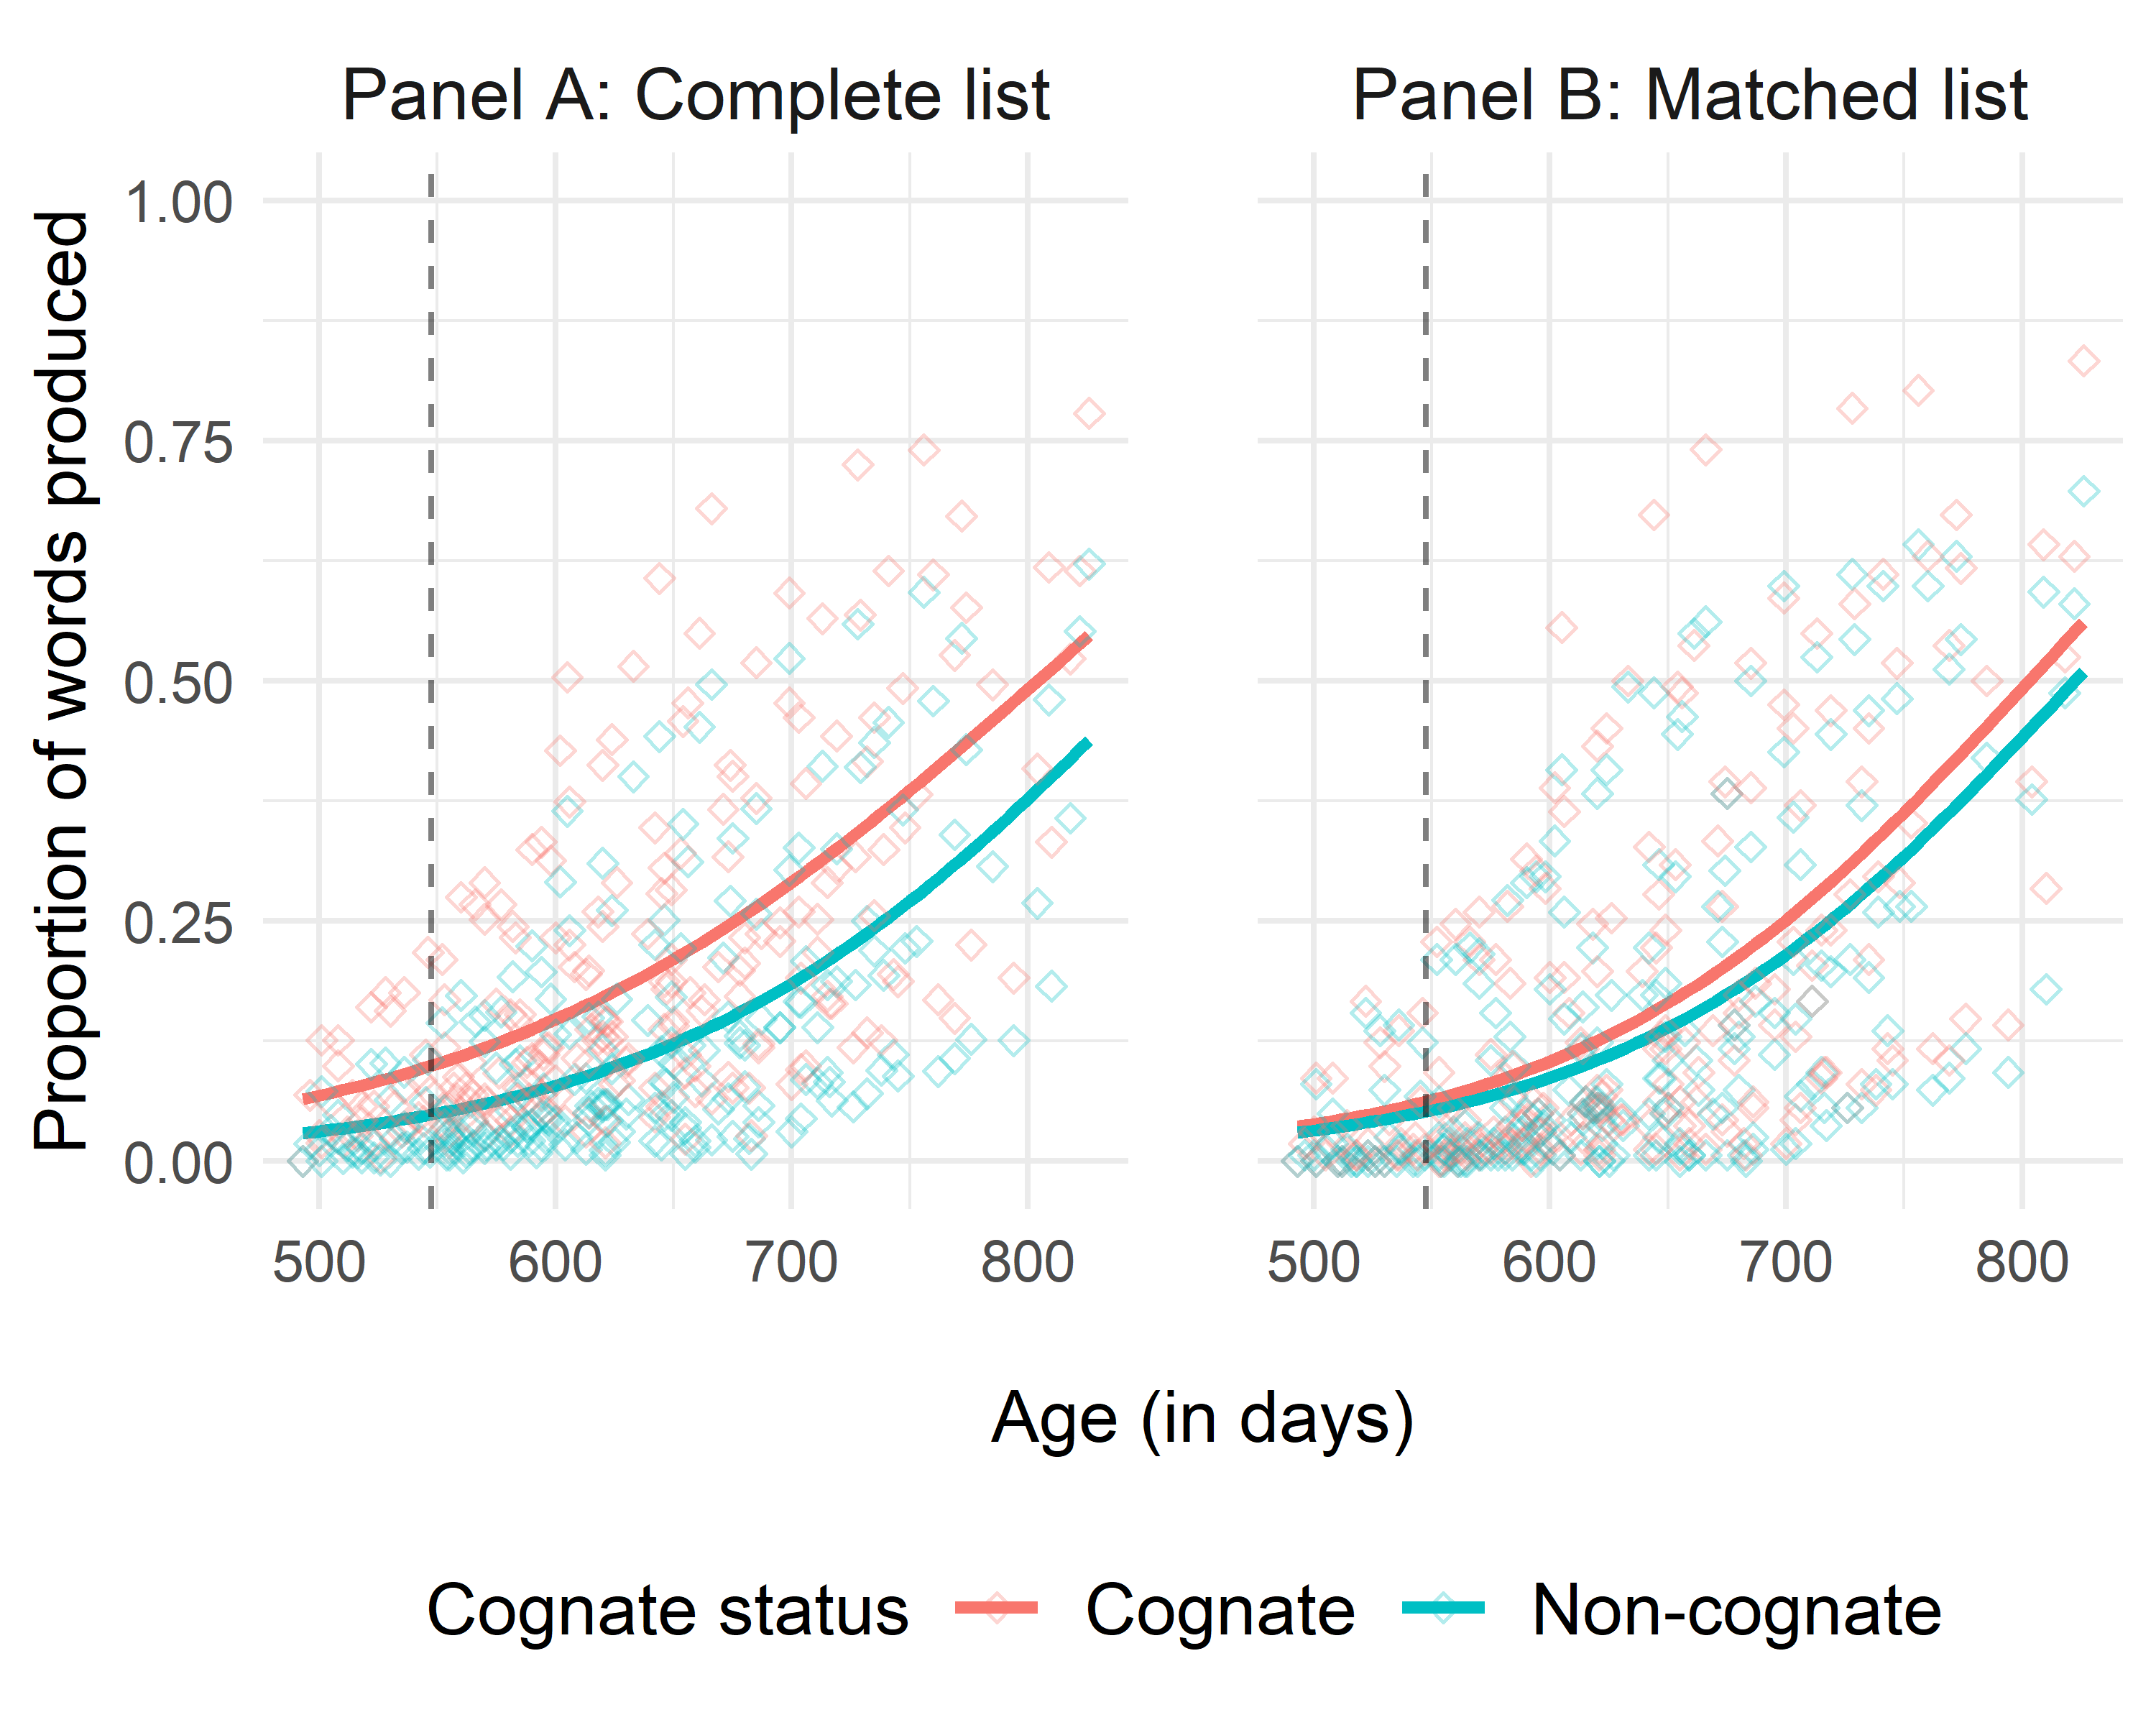 Panel A: Complete list
Panel B: Matched list
Proportion of words produced
1.00
0.75
0.50
0.25
0.00
500 600 700 800
500 600 700 800
Age (in days)
Cognate status Cognate Non-cognate